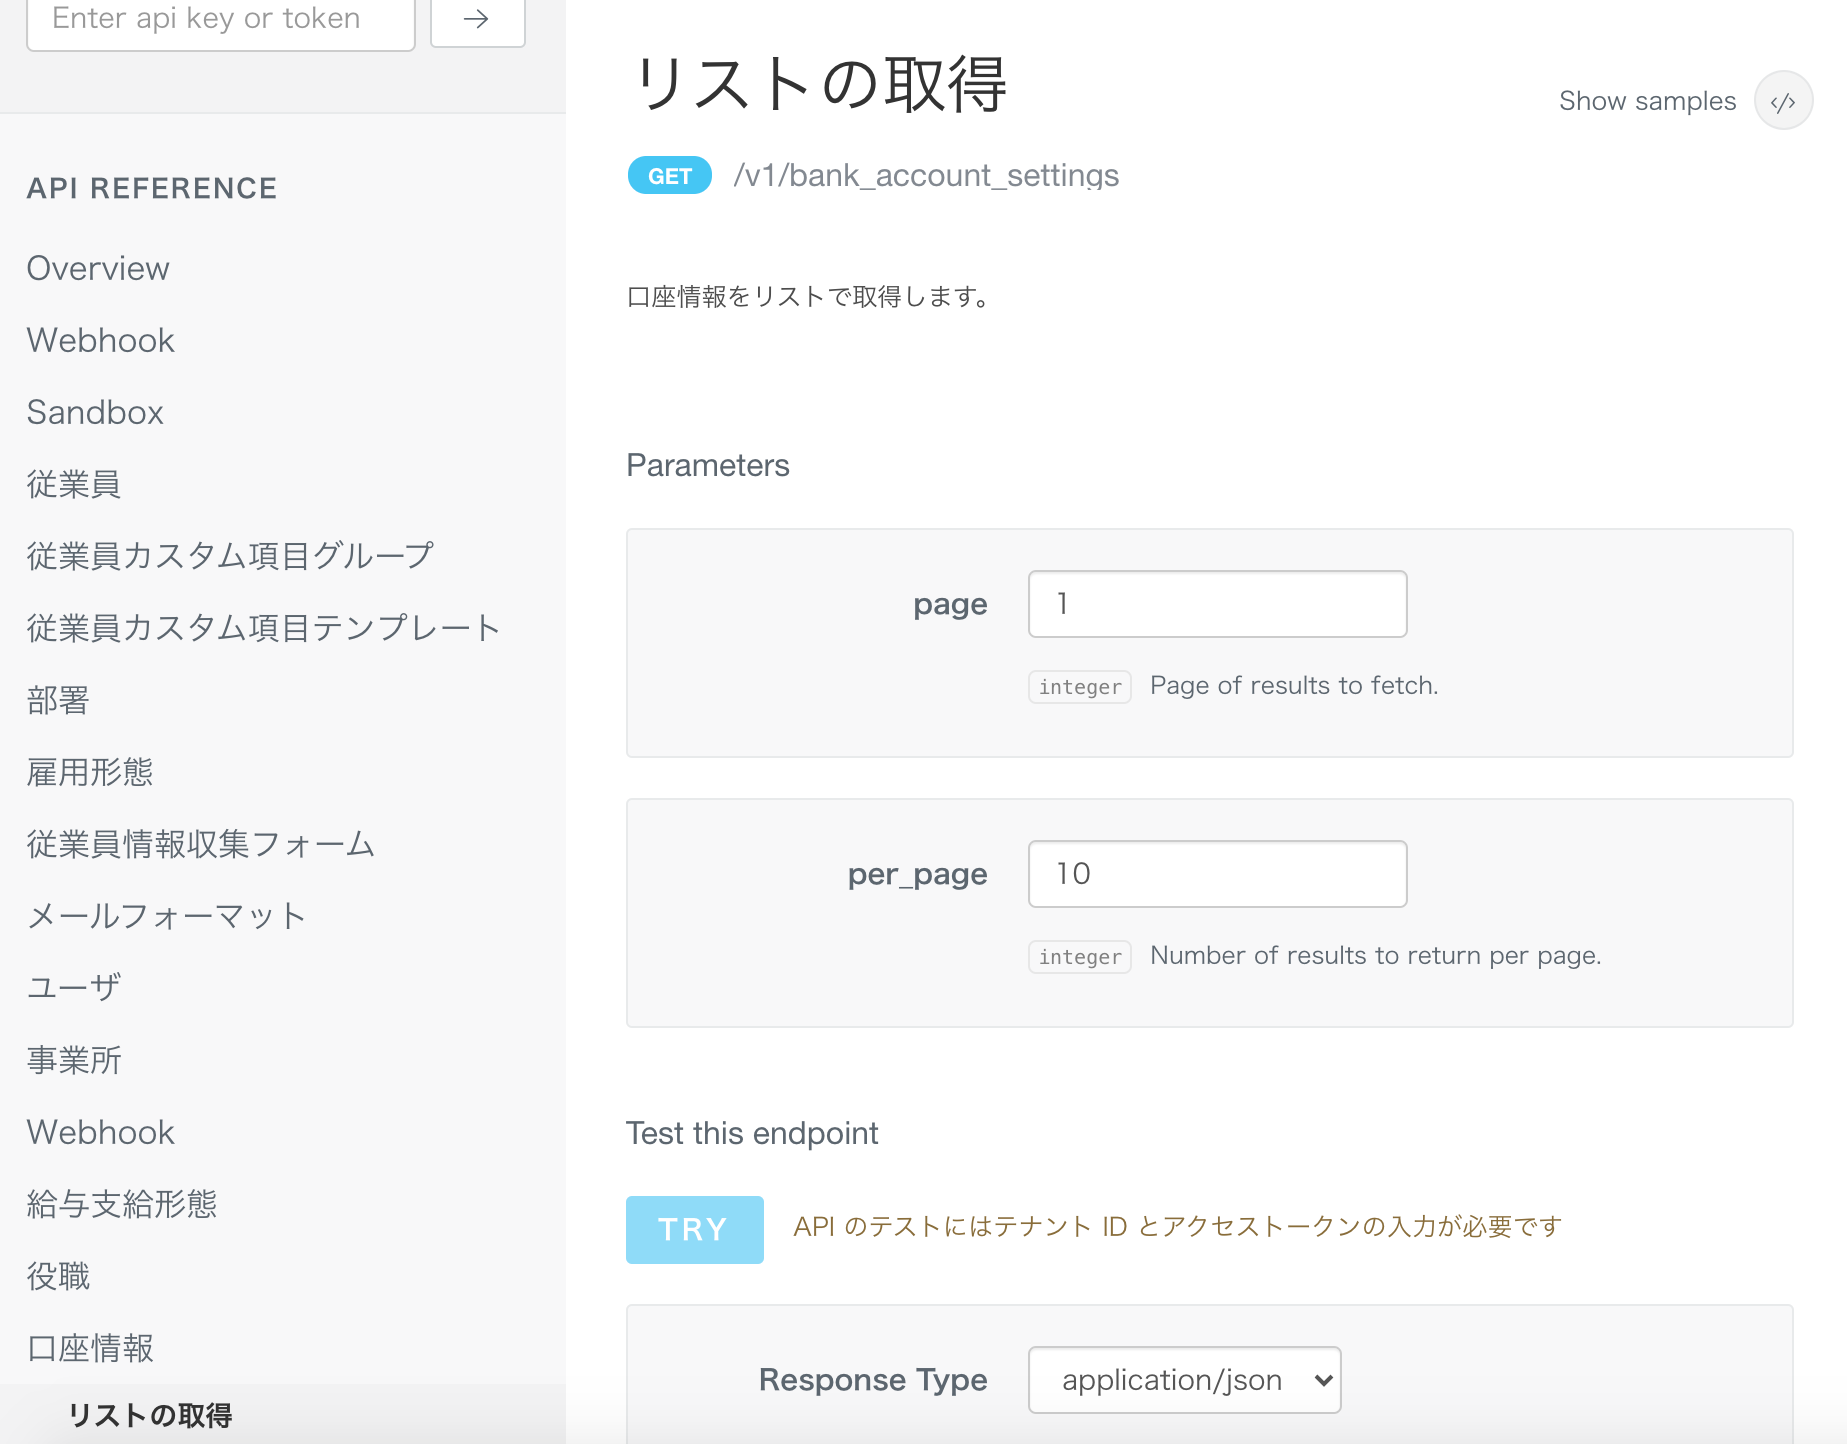 Enter api key or token
→
API REFERENCE
Overview
Webhook
Sandbox
従業員
従業員カスタム項目グループ
従業員カスタム項目テンプレート
部署
雇用形態
従業員情報収集フォーム
メールフォーマット
ユーザ
事業所
Webhook
給与支給形態
役職
口座情報
リストの取得
リストの取得
Show samples </>
GET /v1/bank_account_settings
口座情報をリストで取得します。
Parameters
page 1
integer Page of results to fetch.
per_page 10
integer Number of results to return per page.
Test this endpoint
TRY API のテストにはテナント ID とアクセストークンの入力が必要です
Response Type application/json